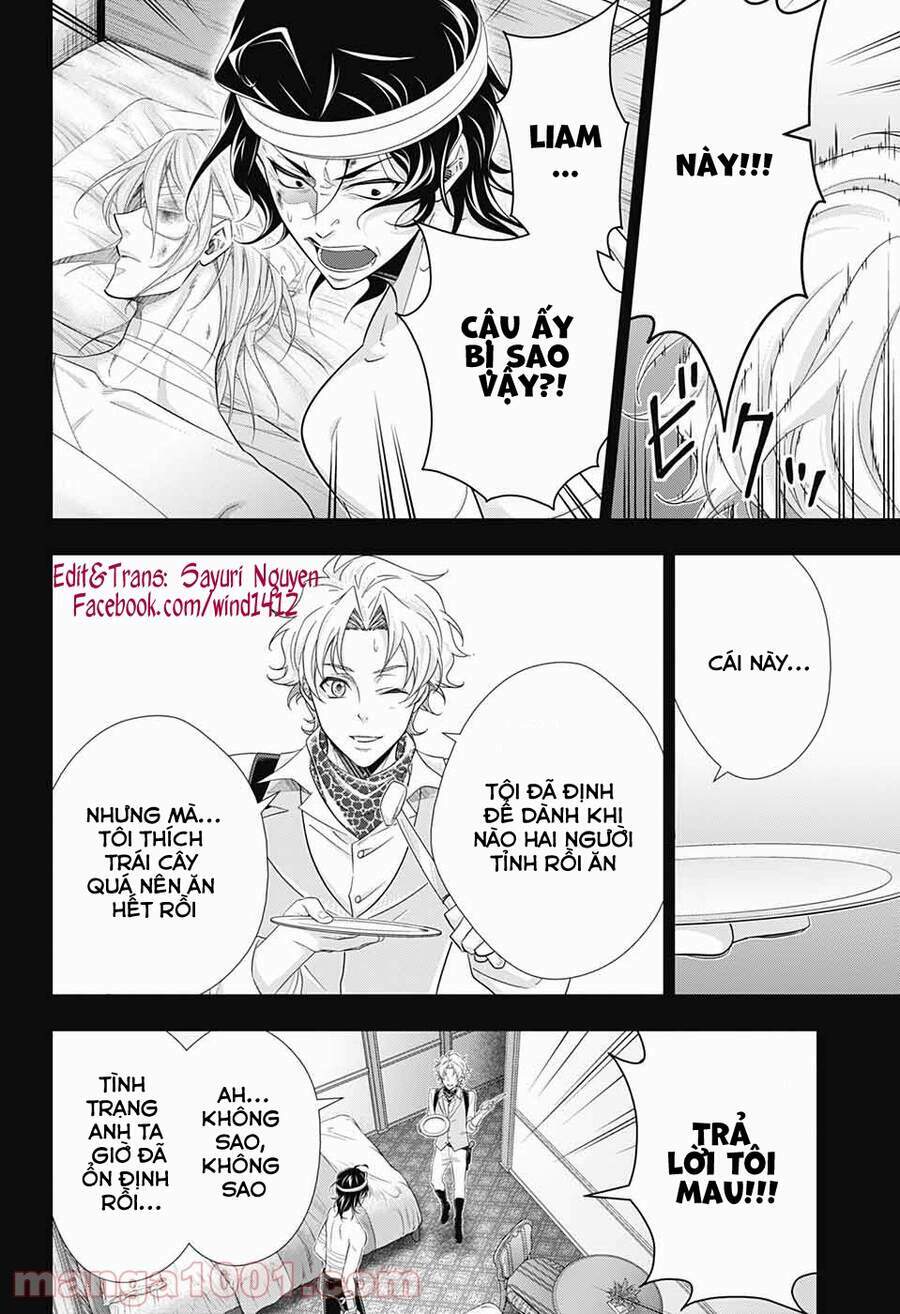 NÀY!!!
LIAM
...
CẬU ẤY
BỊ SAO
VẬY?!
ビクッ
CÁI NÀY...
TÔI ĐÃ ĐỊNH
ĐỂ DÀNH KHI
NÀO HAI NGƯỜI
TỈNH RỒI ĂN
NHƯNG MÀ...
TÔI THÍCH
TRÁI CÂY
QUÁ NÊN ĂN
HẾT RỒI
Edit&Trans: Sayuri Nguyen
Facebook.com/wind1412
TRẢ
LỜI TÔI
MAU!!!
AH...
KHÔNG
SAO,
KHÔNG
SAO
TÌNH
TRẠNG
ANH TA
GIỜ ĐÃ
ỔN ĐỊNH
RỒI...
manga1001.com